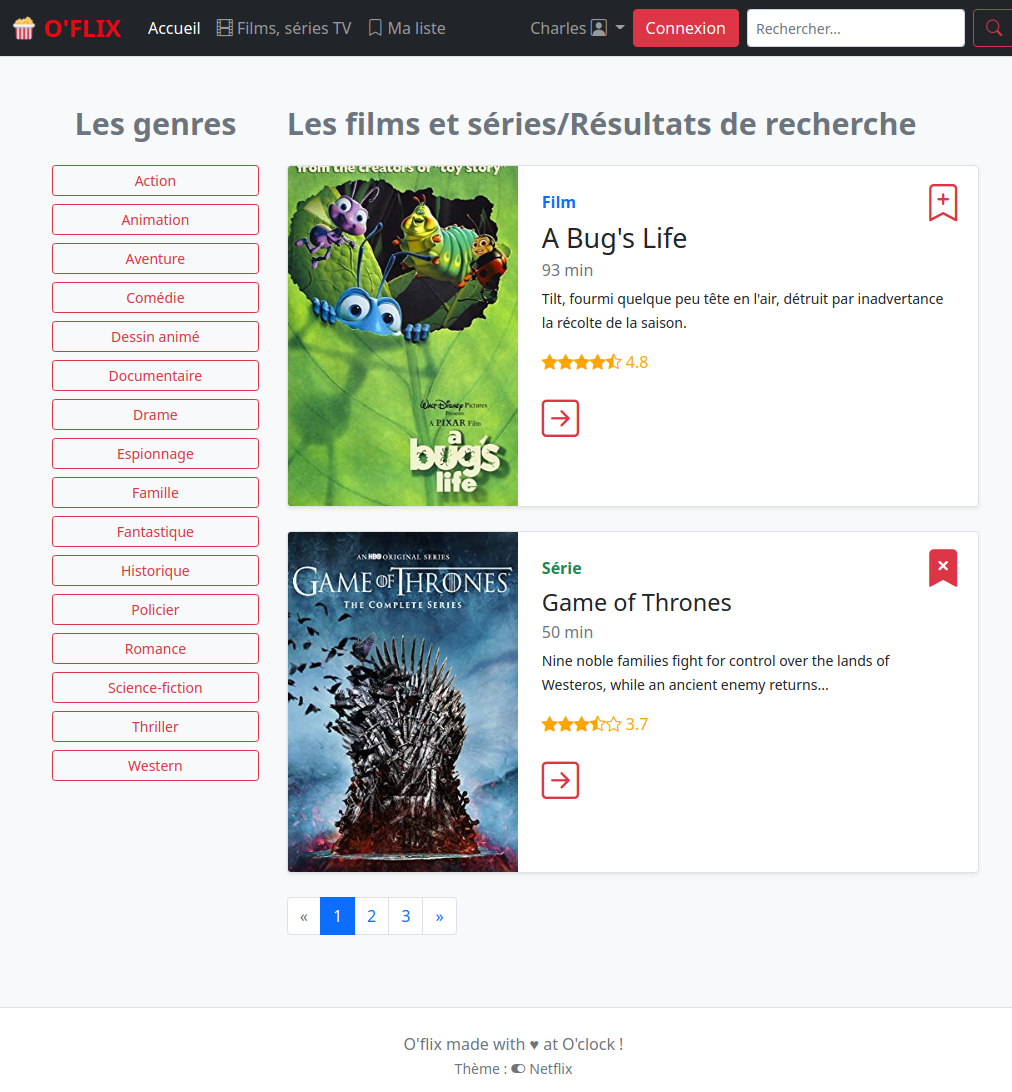 O'FLIX Accueil Films, séries TV Ma liste Charles Connexion Rechercher...
Les genres
Action
Animation
Aventure
Comédie
Dessin animé
Documentaire
Drame
Espionnage
Famille
Fantastique
Historique
Policier
Romance
Science-fiction
Thriller
Western
Les films et séries/Résultats de recherche
from the creators of "toy story"
Walt Disney Pictures
Presents
A PIXAR Film
a
bug's
life
Film
A Bug's Life
93 min
Tilt, fourmi quelque peu tête en l'air, détruit par inadvertance
la récolte de la saison.
4.8
AN HBO ORIGINAL SERIES
GAME OF THRONES
THE COMPLETE SERIES
Série
Game of Thrones
50 min
Nine noble families fight for control over the lands of
Westeros, while an ancient enemy returns...
3.7
« 1 2 3 »
O'flix made with ♥ at O'clock !
Thème : Netflix